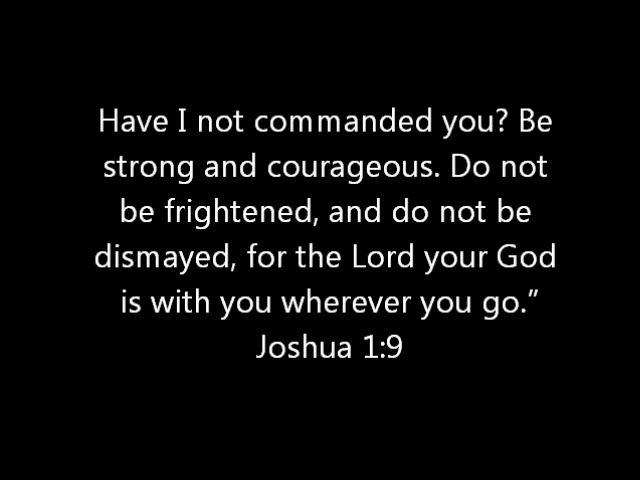 Have I not commanded you? Be
strong and courageous. Do not
be frightened, and do not be
dismayed, for the Lord your God
is with you wherever you go.”
Joshua 1:9